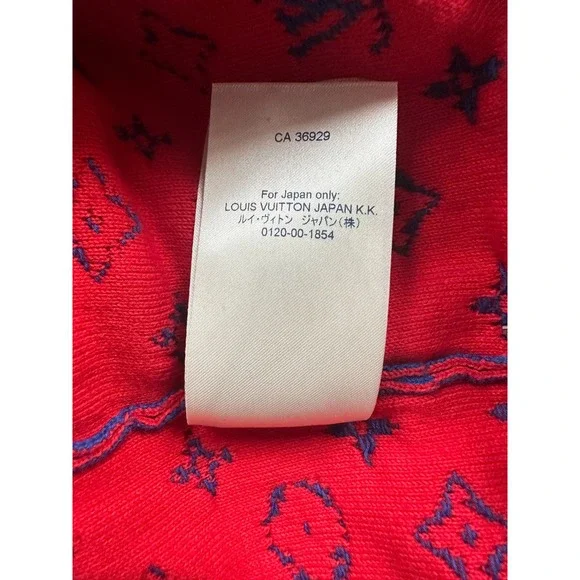 CA 36929
For Japan only:
LOUIS VUITTON JAPAN K.K.
ルイ・ヴィトン ジャパン(株)
0120-00-1854